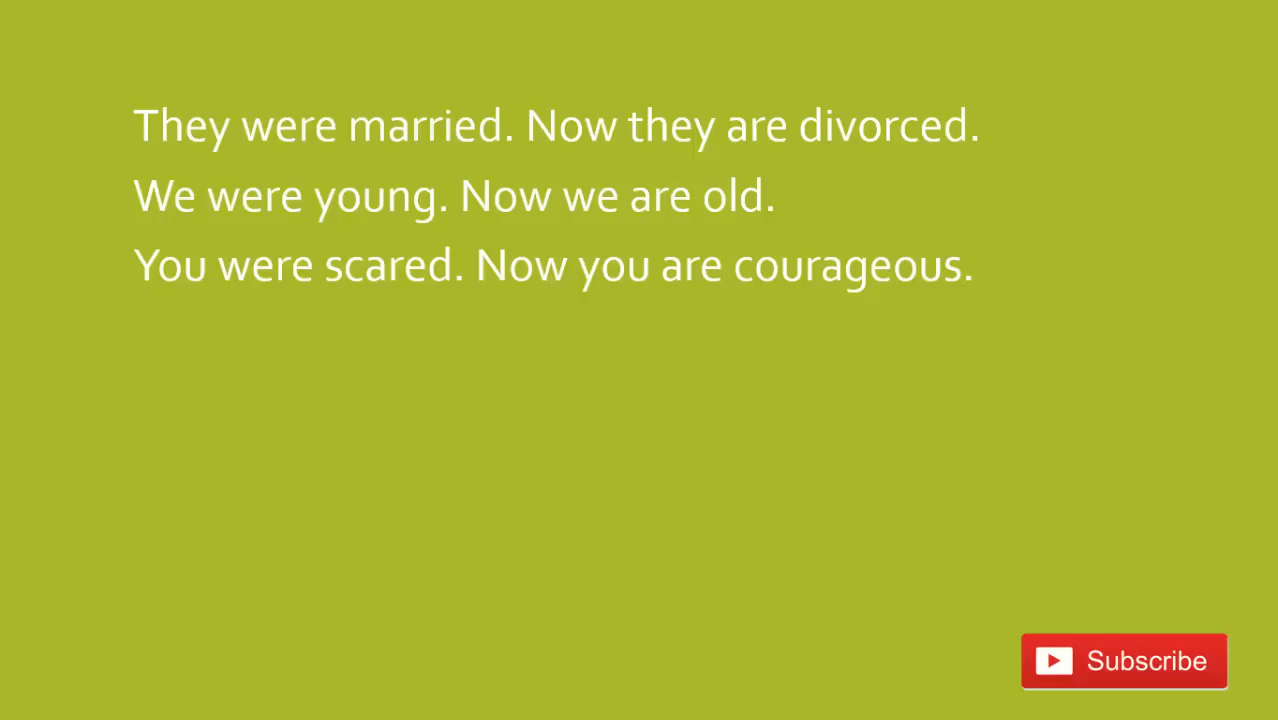 They were married. Now they are divorced.
We were young. Now we are old.
You were scared. Now you are courageous.
Subscribe